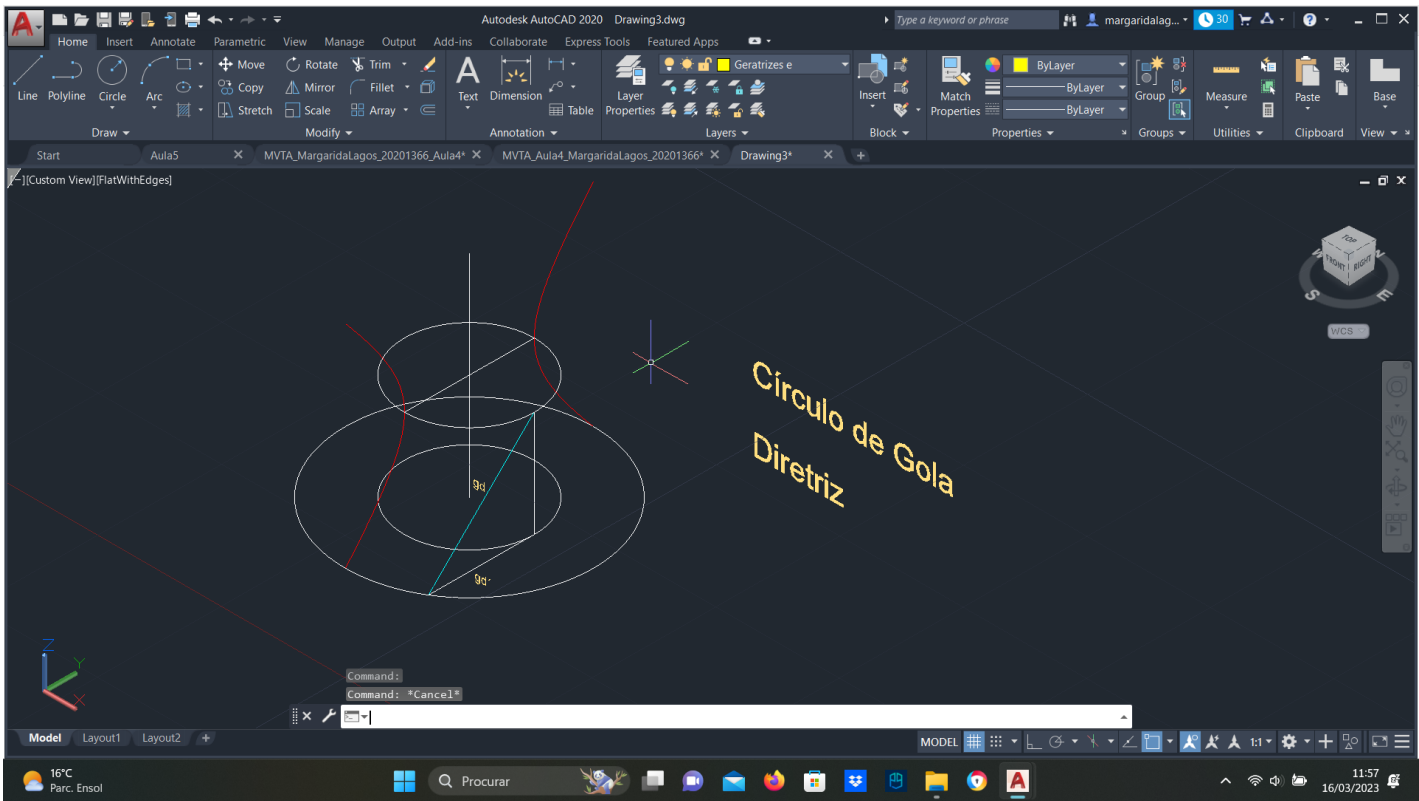 Autodesk AutoCAD 2020 Drawing3.dwg
Type a keyword or phrase
margaridalag...
30
Home Insert Annotate Parametric View Manage Output Add-ins Collaborate Express Tools Featured Apps
Line Polyline Circle Arc
Move Rotate Trim
Copy Mirror Fillet
Stretch Scale Array
Text Dimension Table
Layer Properties
Geratrizes e
Insert
Match Properties
ByLayer
ByLayer
ByLayer
Group Measure Paste Base
Draw Modify Annotation Layers Block Properties Groups Utilities Clipboard View
Start Aula5 MVTA_MargaridaLagos_20201366_Aula4* MVTA_Aula4_MargaridaLagos_20201366* Drawing3*
[−][Custom View][FlatWithEdges]
TOP
FRONT RIGHT
N
W
S E
WCS
Círculo de Gola
Diretriz
gd
gd'
Z
Y
X
Command:
Command: *Cancel*
Model Layout1 Layout2 +
MODEL 1:1
16°C
Parc. Ensol
Procurar
11:57
16/03/2023